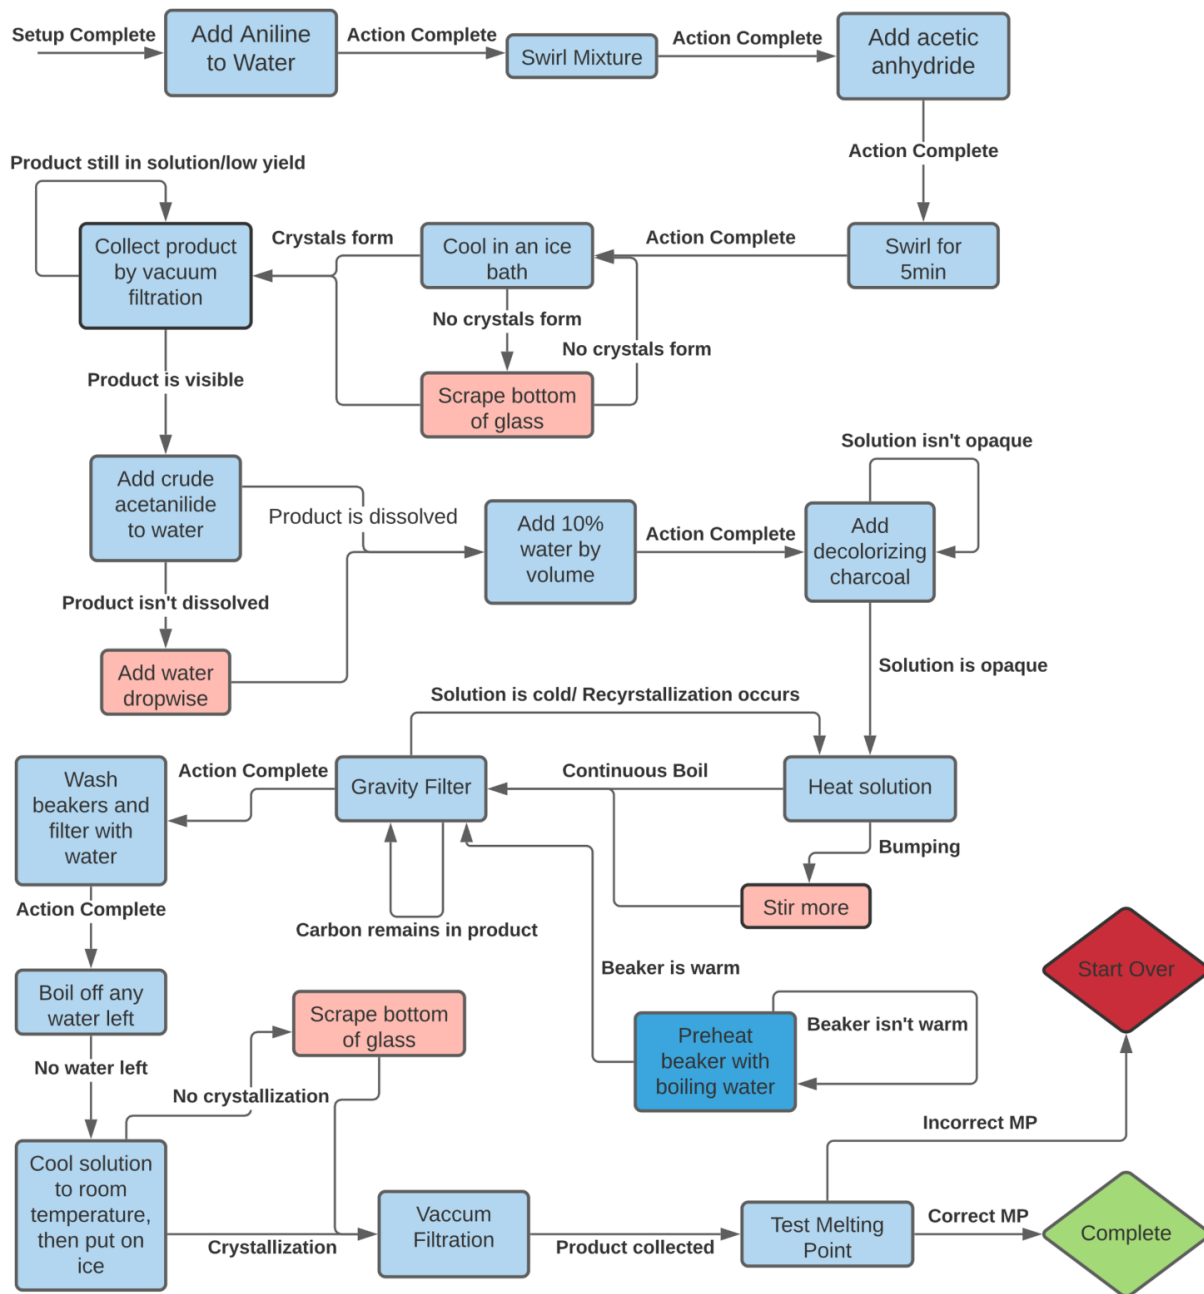 Setup Complete
Add Aniline
to Water
Action Complete
Swirl Mixture
Action Complete
Add acetic
anhydride
Action Complete
Product still in solution/low yield
Collect product
by vacuum
filtration
Crystals form
Cool in an ice
bath
Action Complete
Swirl for
5min
No crystals form
No crystals form
Product is visible
Scrape bottom
of glass
Solution isn't opaque
Add crude
acetanilide
to water
Product is dissolved
Add 10%
water by
volume
Action Complete
Add
decolorizing
charcoal
Product isn't dissolved
Add water
dropwise
Solution is opaque
Solution is cold/ Recyrstallization occurs
Wash
beakers and
filter with
water
Action Complete
Gravity Filter
Continuous Boil
Heat solution
Bumping
Action Complete
Carbon remains in product
Stir more
Beaker is warm
Start Over
Boil off any
water left
Scrape bottom
of glass
Preheat
beaker with
boiling water
Beaker isn't warm
No water left
No crystallization
Incorrect MP
Cool solution
to room
temperature,
then put on
ice
Crystallization
Vaccum
Filtration
Product collected
Test Melting
Point
Correct MP
Complete